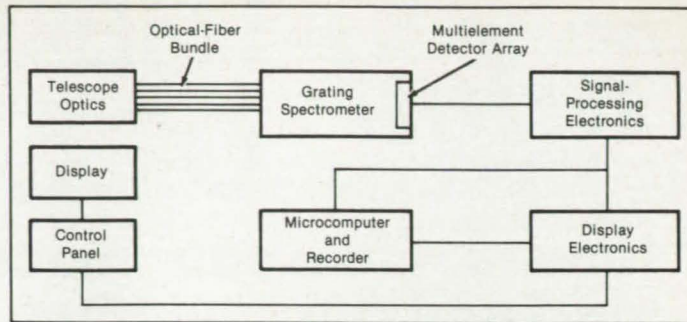 Optical-Fiber
Bundle
Multielement
Detector Array
Telescope
Optics
Grating
Spectrometer
Signal-
Processing
Electronics
Display
Control
Panel
Microcomputer
and
Recorder
Display
Electronics